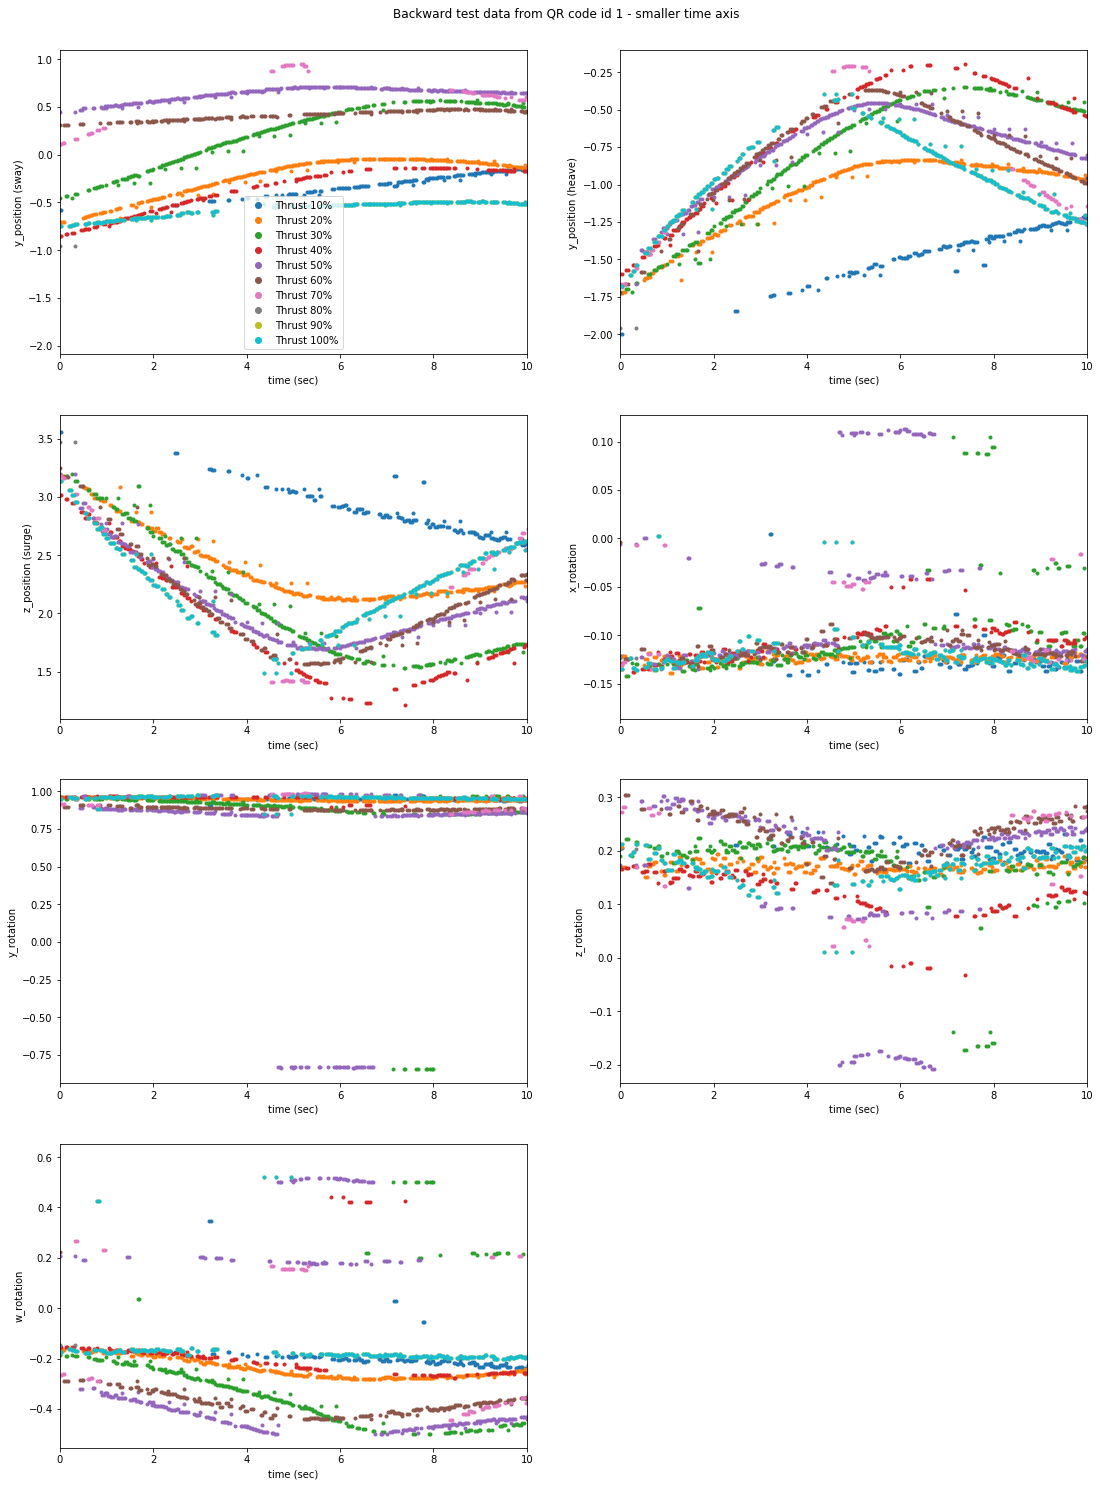 Backward test data from QR code id 1 - smaller time axis
1.0
0.5
0.0
−0.5
−1.0
−1.5
−2.0
y_position (sway)
Thrust 10%
Thrust 20%
Thrust 30%
Thrust 40%
Thrust 50%
Thrust 60%
Thrust 70%
Thrust 80%
Thrust 90%
Thrust 100%
0 2 4 6 8 10
time (sec)
−0.25
−0.50
−0.75
−1.00
−1.25
−1.50
−1.75
−2.00
y_position (heave)
0 2 4 6 8 10
time (sec)
3.5
3.0
2.5
2.0
1.5
z_position (surge)
0 2 4 6 8 10
time (sec)
0.10
0.05
0.00
−0.05
−0.10
−0.15
x_rotation
0 2 4 6 8 10
time (sec)
1.00
0.75
0.50
0.25
0.00
−0.25
−0.50
−0.75
y_rotation
0 2 4 6 8 10
time (sec)
0.3
0.2
0.1
0.0
−0.1
−0.2
z_rotation
0 2 4 6 8 10
time (sec)
0.6
0.4
0.2
0.0
−0.2
−0.4
w_rotation
0 2 4 6 8 10
time (sec)